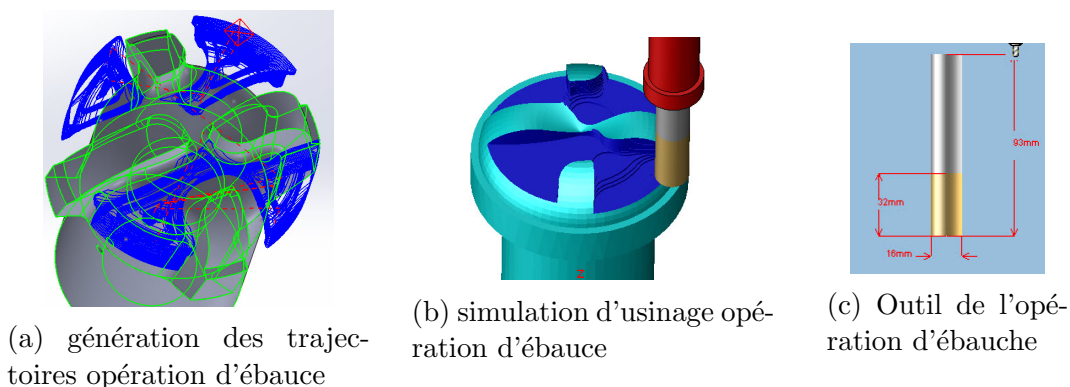 Z
93mm
32mm
16mm
(a) génération des trajec-
toires opération d'ébauce
(b) simulation d'usinage opé-
ration d'ébauce
(c) Outil de l'opé-
ration d'ébauche